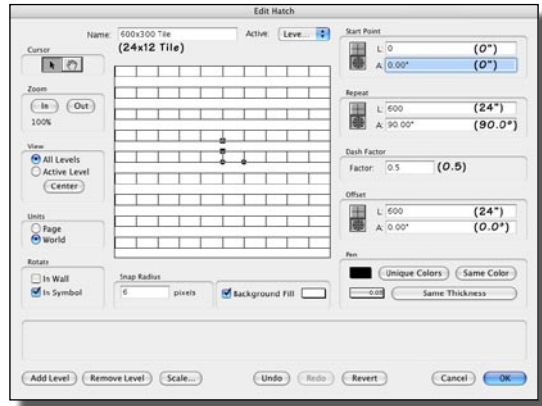 Edit Hatch
Name: 600x300 Tile
(24x12 Tile)
Active: Leve...
Cursor
Zoom
In Out
100%
View
All Levels
Active Level
Center
Units
Page
World
Rotate
In Wall
In Symbol
Snap Radius
6 pixels
Background Fill
Start Point
L: 0 (0")
A: 0.00° (0°)
Repeat
L: 600 (24")
A: 90.00° (90.0°)
Dash Factor
Factor: 0.5 (0.5)
Offset
L: 600 (24")
A: 0.00° (0.0°)
Pen
Unique Colors Same Color
0.05 Same Thickness
Add Level Remove Level Scale... Undo Redo Revert Cancel OK